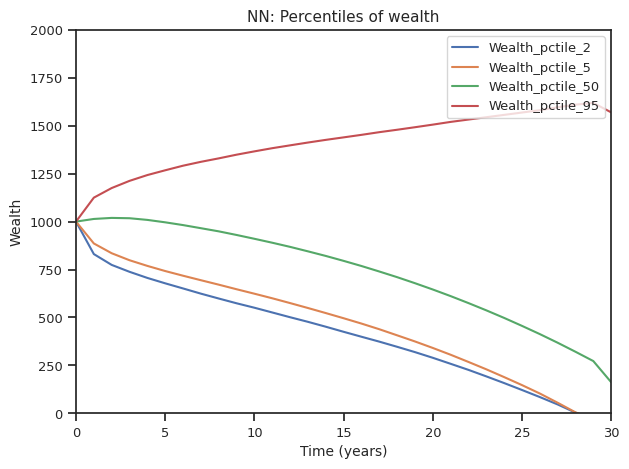 NN: Percentiles of wealth
Wealth_pctile_2
Wealth_pctile_5
Wealth_pctile_50
Wealth_pctile_95
Wealth
2000
1750
1500
1250
1000
750
500
250
0
0 5 10 15 20 25 30
Time (years)